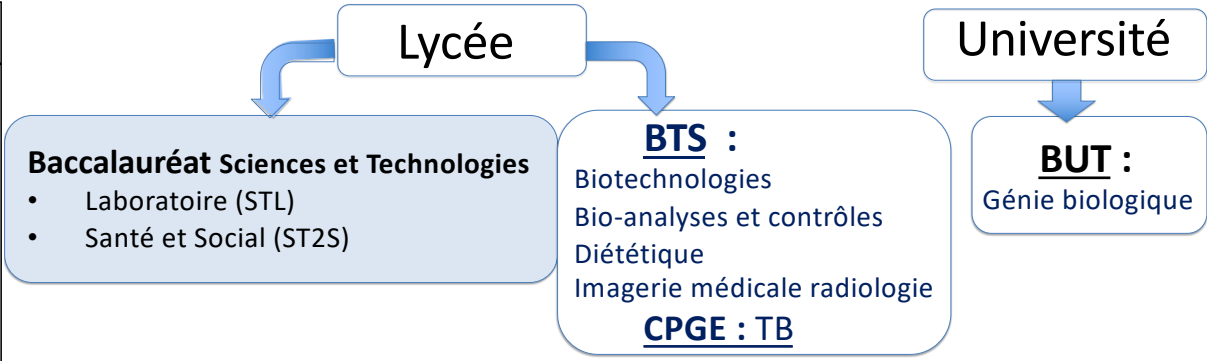 Lycée
Université
Baccalauréat Sciences et Technologies
• Laboratoire (STL)
• Santé et Social (ST2S)
BTS :
Biotechnologies
Bio-analyses et contrôles
Diététique
Imagerie médicale radiologie
CPGE : TB
BUT :
Génie biologique